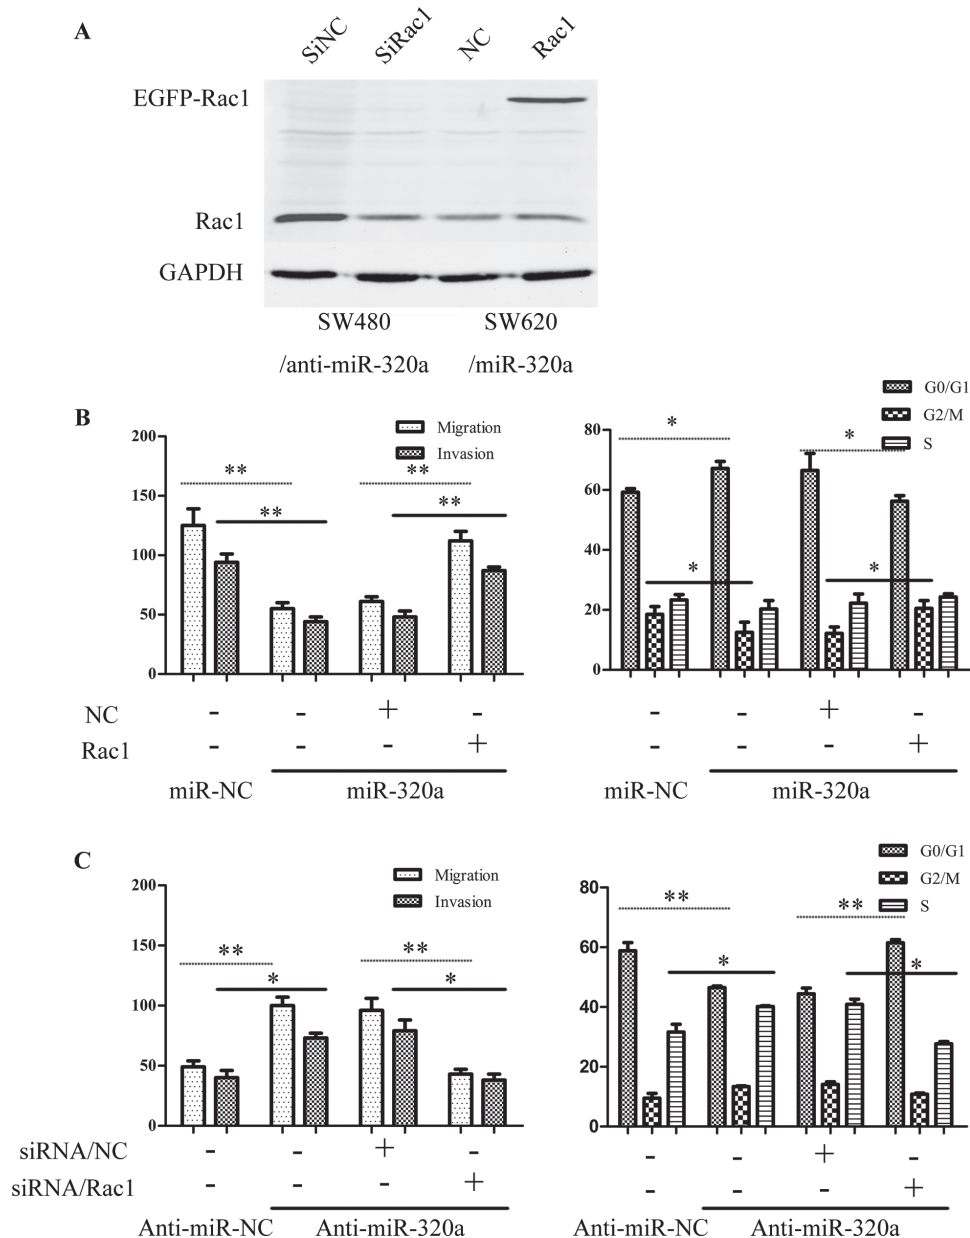 A
SiNC SiRac1 NC Rac1
EGFP-Rac1
Rac1
GAPDH
SW480 SW620
/anti-miR-320a /miR-320a
B
Migration
Invasion
200
150
100
50
0
** ** ** **
NC - - + -
Rac1 - - - +
miR-NC miR-320a
G0/G1
G2/M
S
80
60
40
20
0
* * * *
- - + -
- - - +
miR-NC miR-320a
C
Migration
Invasion
200
150
100
50
0
** * ** *
siRNA/NC - - + -
siRNA/Rac1 - - - +
Anti-miR-NC Anti-miR-320a
G0/G1
G2/M
S
80
60
40
20
0
** * ** *
- - + -
- - - +
Anti-miR-NC Anti-miR-320a